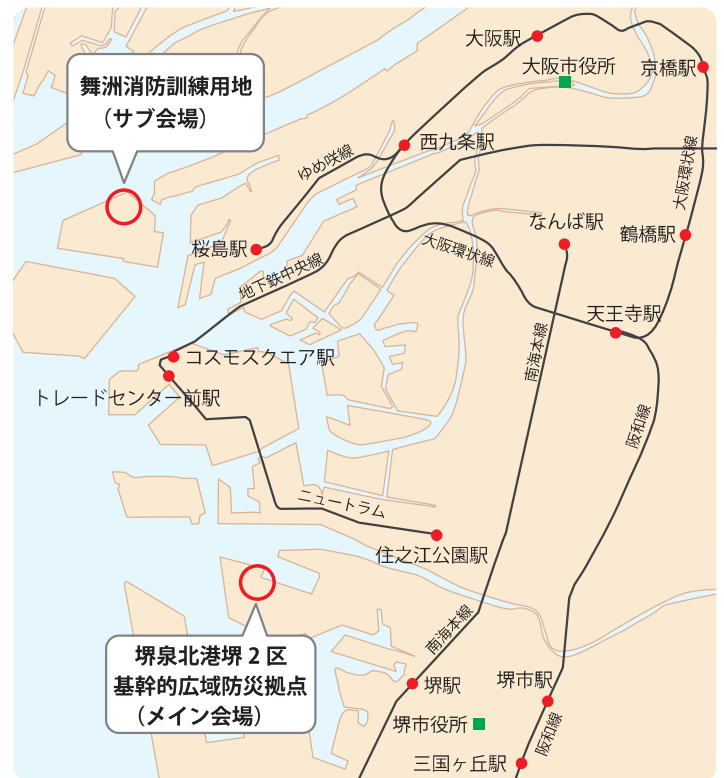 大阪駅
大阪市役所
京橋駅
舞洲消防訓練用地
（サブ会場）
西九条駅
ゆめ咲線
大阪環状線
なんば駅
鶴橋駅
桜島駅
大阪環状線
地下鉄中央線
天王寺駅
コスモスクエア駅
南海本線
トレードセンター前駅
阪和線
ニュートラム
住之江公園駅
南海本線
堺泉北港堺 2 区
基幹的広域防災拠点
（メイン会場）
堺駅
堺市駅
堺市役所
阪和線
三国ヶ丘駅